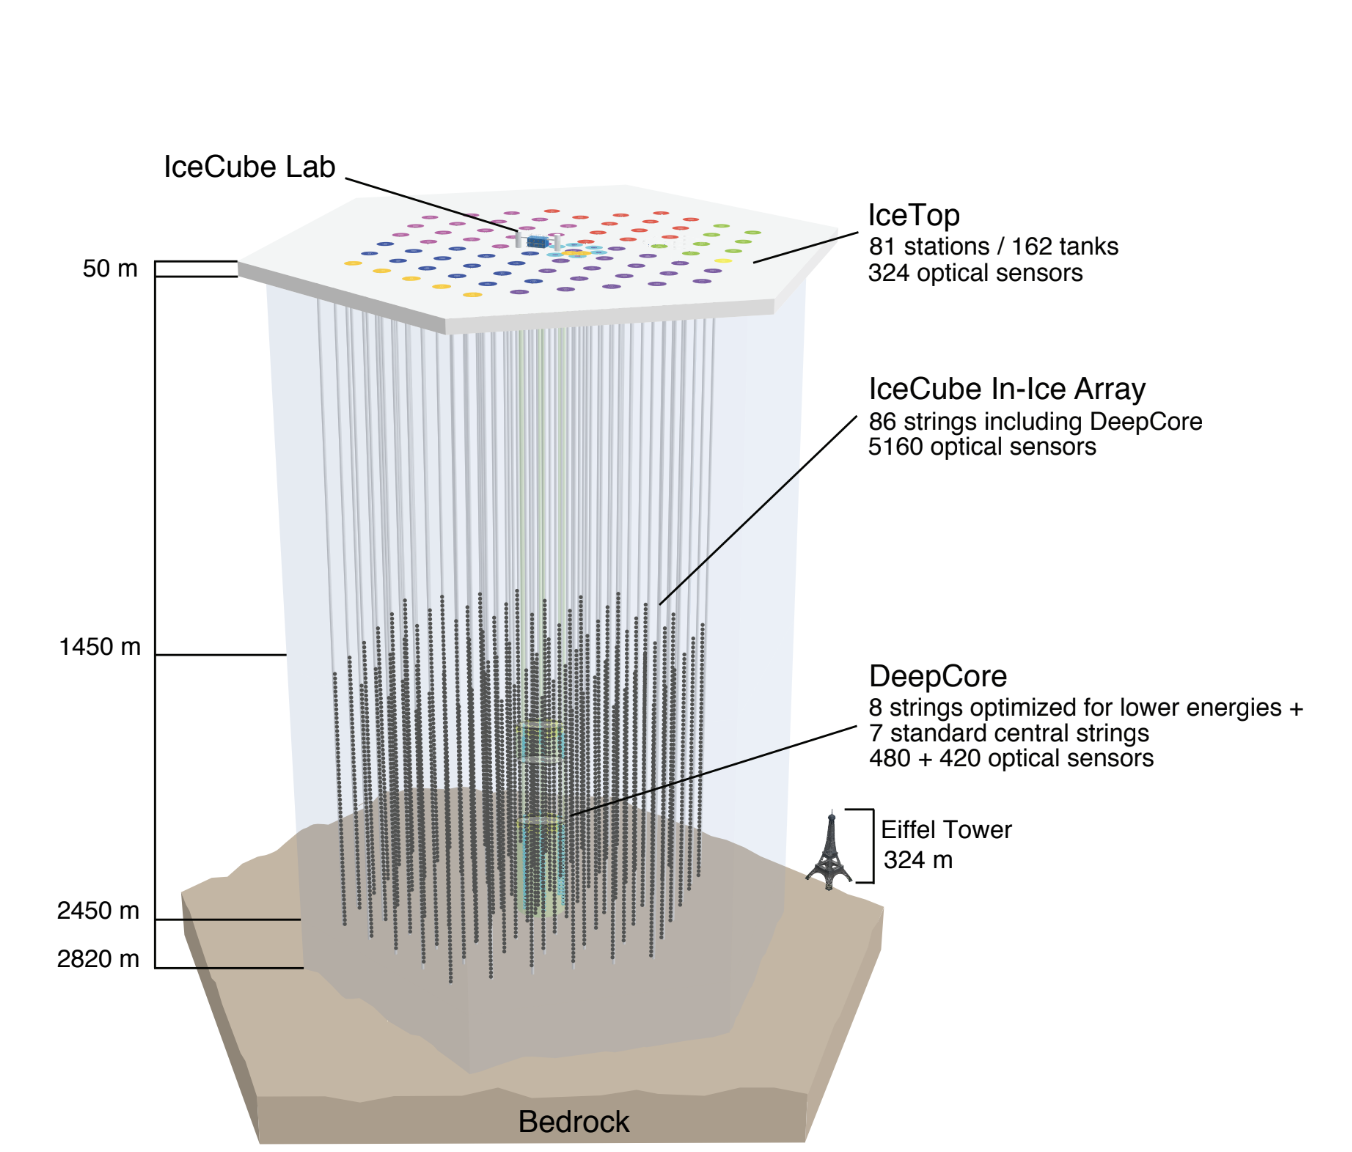 IceCube Lab
IceTop
81 stations / 162 tanks
324 optical sensors
50 m
IceCube In-Ice Array
86 strings including DeepCore
5160 optical sensors
1450 m
DeepCore
8 strings optimized for lower energies +
7 standard central strings
480 + 420 optical sensors
Eiffel Tower
324 m
2450 m
2820 m
Bedrock